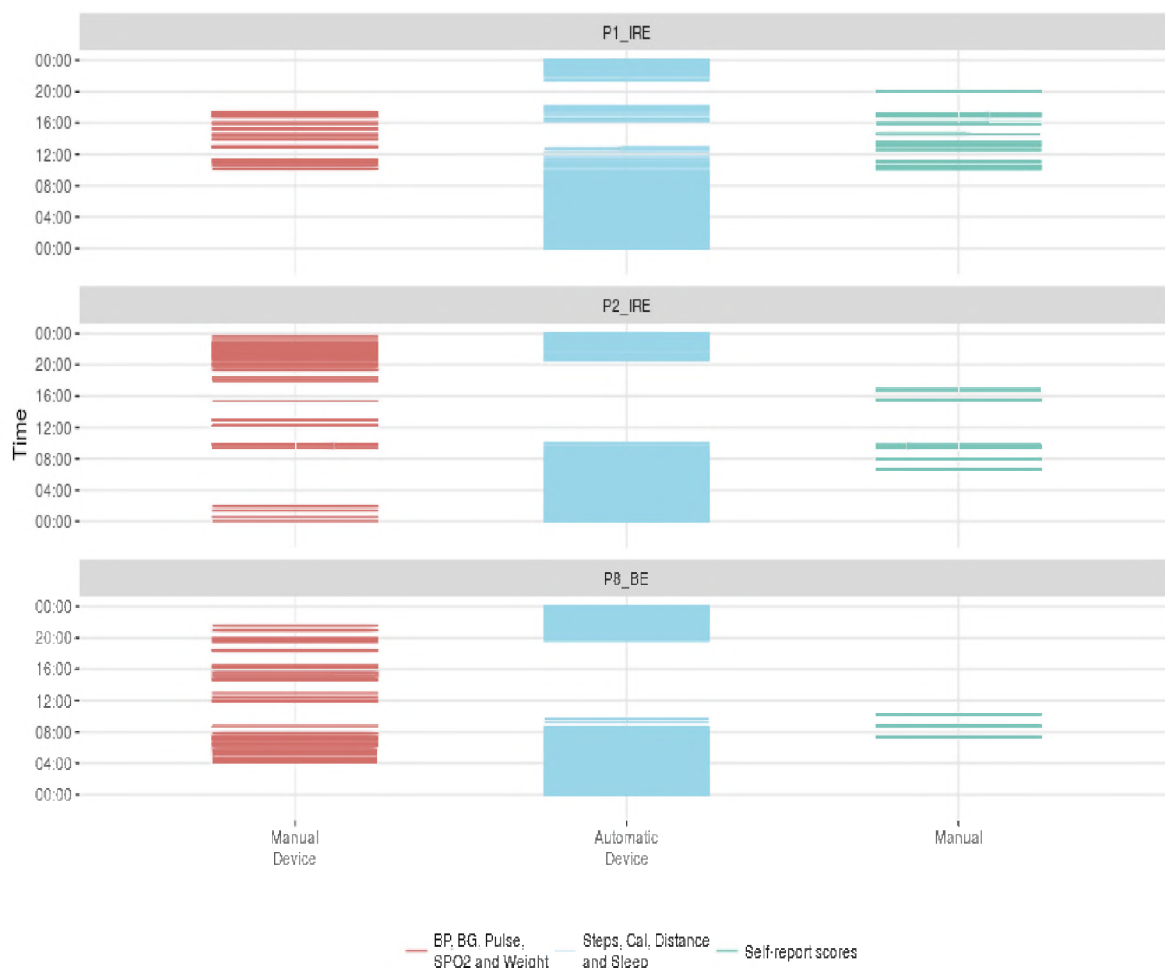 P1_IRE
00:00
20:00
16:00
12:00
08:00
04:00
00:00
P2_IRE
00:00
20:00
16:00
12:00
08:00
04:00
00:00
Time
P8_BE
00:00
20:00
16:00
12:00
08:00
04:00
00:00
Manual
Device
Automatic
Device
Manual
BP, BG. Pulse,
SPO2 and Weight
Steps, Cal, Distance
and Sleep
Self-report scores